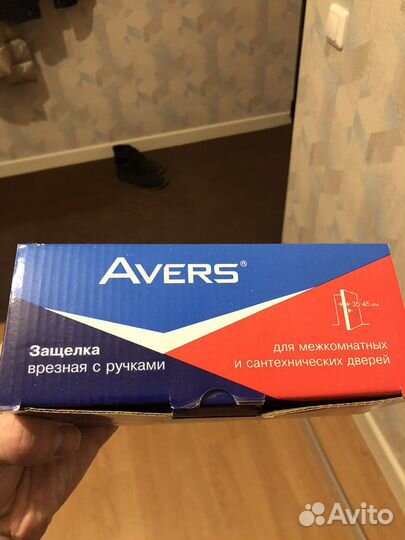 AVERS®
35-45 мм
Защелка
врезная с ручками
для межкомнатных
и сантехнических дверей
Avito